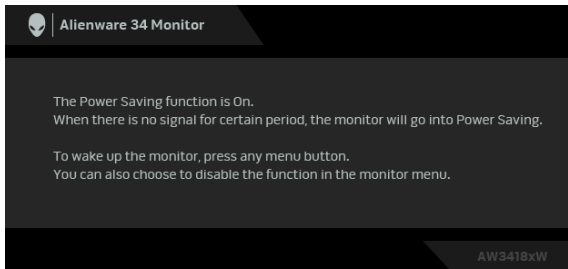 Alienware 34 Monitor
The Power Saving function is On.
When there is no signal for certain period, the monitor will go into Power Saving.
To wake up the monitor, press any menu button.
You can also choose to disable the function in the monitor menu.
AW3418xW